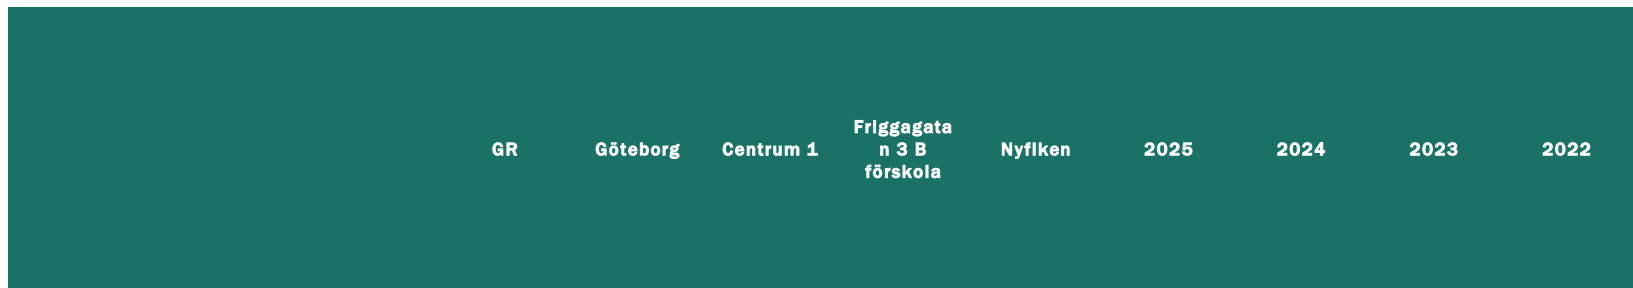 GR Göteborg Centrum 1 Friggagata
n 3 B
förskola Nyfiken 2025 2024 2023 2022